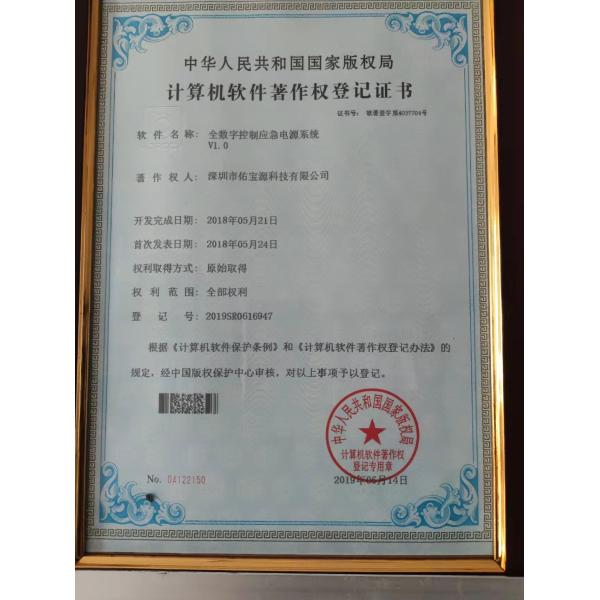 中华人民共和国国家版权局
计算机软件著作权登记证书
证书号： 软著登字第4037704号
软件名称： 全数字控制应急电源系统
V1.0
著作权人： 深圳市佑宝源科技有限公司
开发完成日期： 2018年05月21日
首次发表日期： 2018年05月24日
权利取得方式： 原始取得
权利范围： 全部权利
登记号： 2019SR0616947
根据《计算机软件保护条例》和《计算机软件著作权登记办法》的
规定，经中国版权保护中心审核，对以上事项予以登记。
中华人民共和国国家版权局
计算机软件著作权
登记专用章
No. 04122150
2019年06月14日